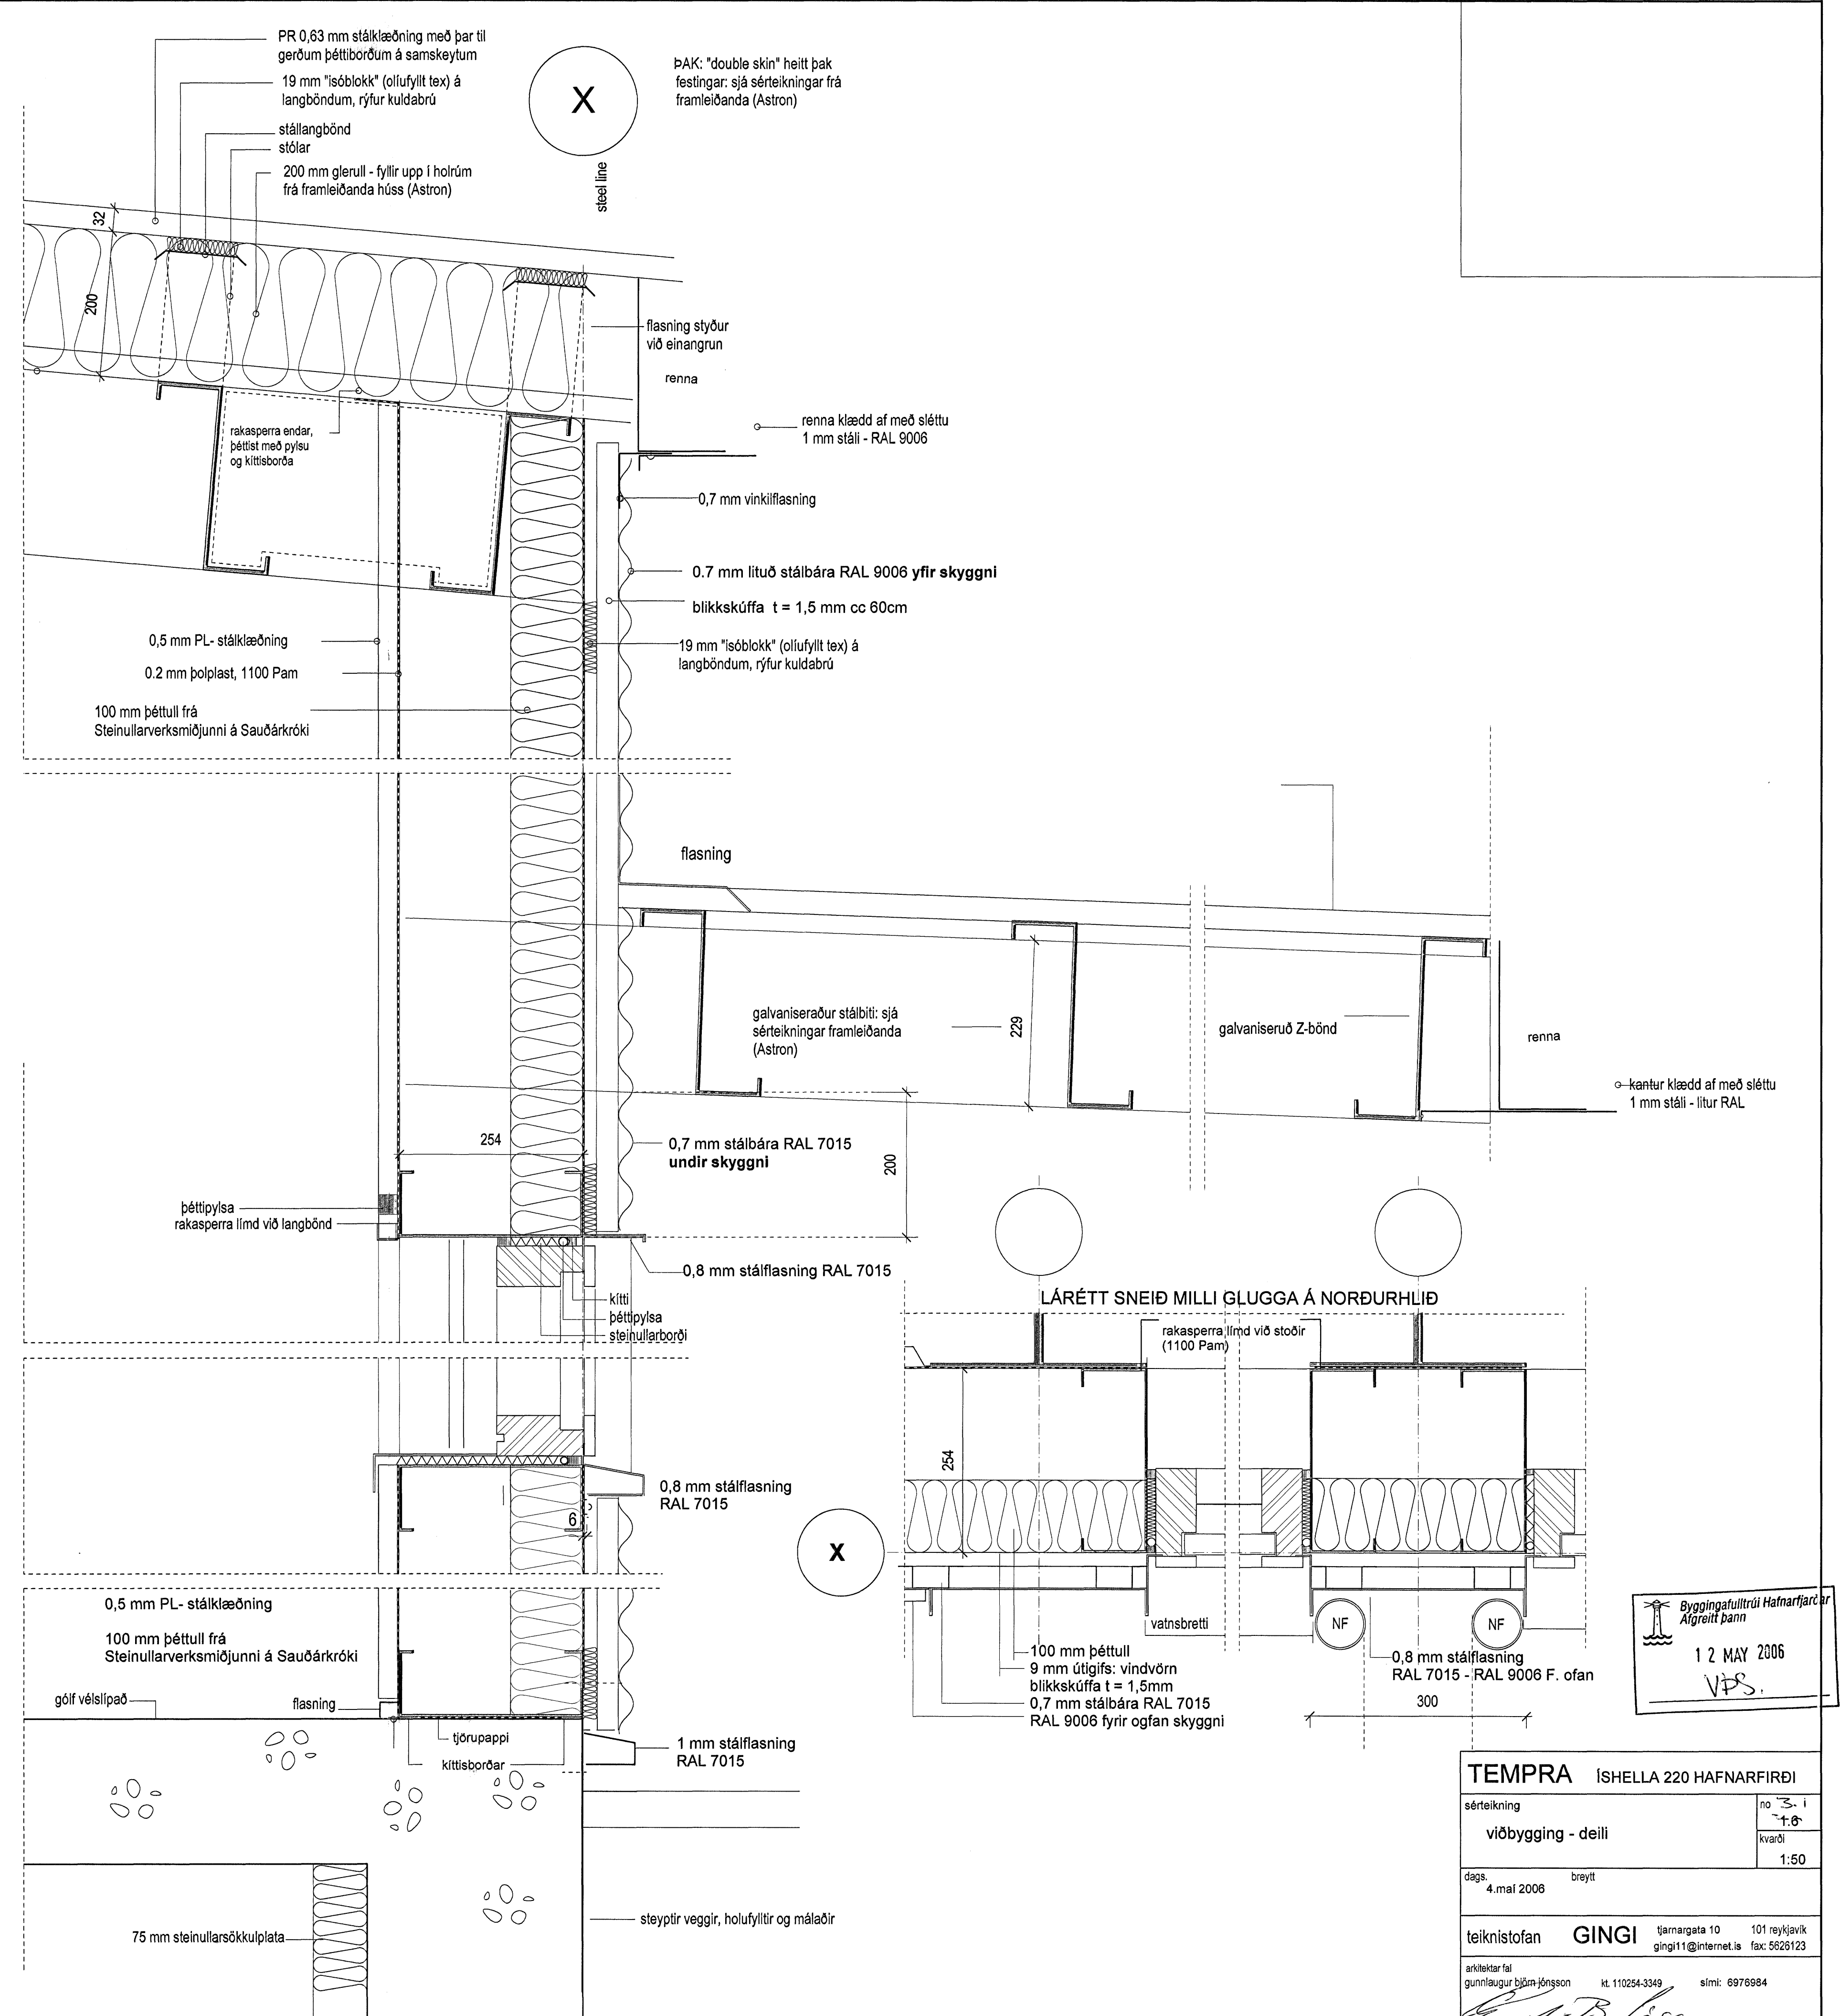 PR 0,63 mm stálklæðning með þar til
gerðum þéttiborðum á samskeytum
19 mm "isóblokk" (olíufyllt tex) á
langböndum, rýfur kuldabrú
stállangbönd
stólar
200 mm glerull - fyllir upp í holrúm
frá framleiðanda húss (Astron)
X
steel line
ÞAK: "double skin" heitt þak
festingar: sjá sérteikningar frá
framleiðanda (Astron)
32
200
flasning styður
við einangrun
renna
rakasperra endar,
þéttist með pylsu
og kíttisborða
renna klædd af með sléttu
1 mm stáli - RAL 9006
0,7 mm vinkilflasning
0.7 mm lituð stálbára RAL 9006 yfir skyggni
blikkskúffa t = 1,5 mm cc 60cm
19 mm "isóblokk" (olíufyllt tex) á
langböndum, rýfur kuldabrú
0,5 mm PL- stálklæðning
0.2 mm þolplast, 1100 Pam
100 mm þéttull frá
Steinullarverksmiðjunni á Sauðárkróki
flasning
galvaniseraður stálbiti: sjá
sérteikningar framleiðanda
(Astron)
229
galvaniseruð Z-bönd
renna
kantur klædd af með sléttu
1 mm stáli - litur RAL
254
0,7 mm stálbára RAL 7015
undir skyggni
200
þéttipylsa
rakasperra límd við langbönd
0,8 mm stálflasning RAL 7015
kítti
þéttipylsa
steinullarborði
LÁRÉTT SNEIÐ MILLI GLUGGA Á NORÐURHLIÐ
rakasperra límd við stoðir
(1100 Pam)
254
0,8 mm stálflasning
RAL 7015
6
X
0,5 mm PL- stálklæðning
100 mm þéttull frá
Steinullarverksmiðjunni á Sauðárkróki
gólf vélslípað
flasning
vatnsbretti
NF
NF
100 mm þéttull
9 mm útigifs: vindvörn
blikkskúffa t = 1,5mm
0,7 mm stálbára RAL 7015
RAL 9006 fyrir ogfan skyggni
0,8 mm stálflasning
RAL 7015 - RAL 9006 F. ofan
300
Byggingafulltrúi Hafnarfjarðar
Afgreitt þann
12 MAY 2006
VÞS.
tjörupappi
kíttisborðar
1 mm stálflasning
RAL 7015
steyptir veggir, holufylltir og málaðir
75 mm steinullarsökkulplata
TEMPRA ÍSHELLA 220 HAFNARFIRÐI
sérteikning
no 3.1
1.6
viðbygging - deili
kvarði
1:50
dags. breytt
4.maí 2006
teiknistofan GINGI tjarnargata 10 101 reykjavík
gingi11@internet.is fax: 5626123
arkitektar faí
gunnlaugur björn jónsson kt. 110254-3349 sími: 6976984